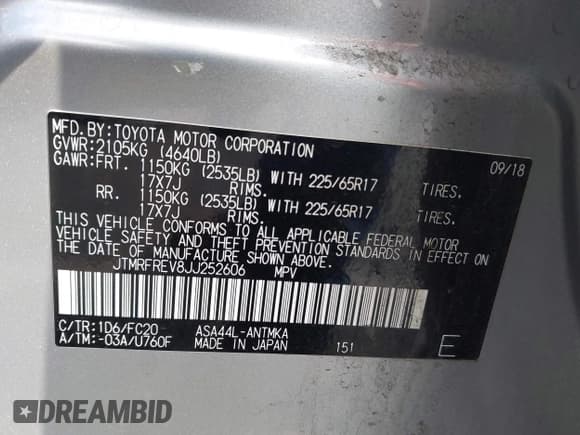 MFD.BY:TOYOTA MOTOR CORPORATION 09/18
GVWR:2105KG (4640LB)
GAWR:FRT. 1150KG (2535LB) WITH 225/65R17 TIRES.
17X7J RIMS.
RR. 1150KG (2535LB) WITH 225/65R17 TIRES.
17X7J RIMS.
THIS VEHICLE CONFORMS TO ALL APPLICABLE FEDERAL MOTOR
VEHICLE SAFETY AND THEFT PREVENTION STANDARDS IN EFFECT ON
THE DATE OF MANUFACTURE SHOWN ABOVE.
JTMRFREV8JJ252606 MPV
C/TR:1D6/FC20 ASA44L-ANTMKA
A/TM:-03A/U760F MADE IN JAPAN 151 E
DREAMBID